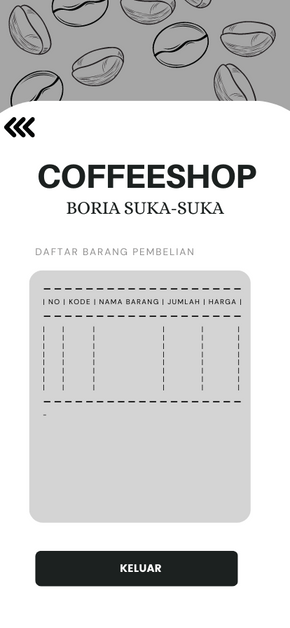 COFFEESHOP
BORIA SUKA-SUKA
DAFTAR BARANG PEMBELIAN
| NO | KODE | NAMA BARANG | JUMLAH | HARGA |
KELUAR